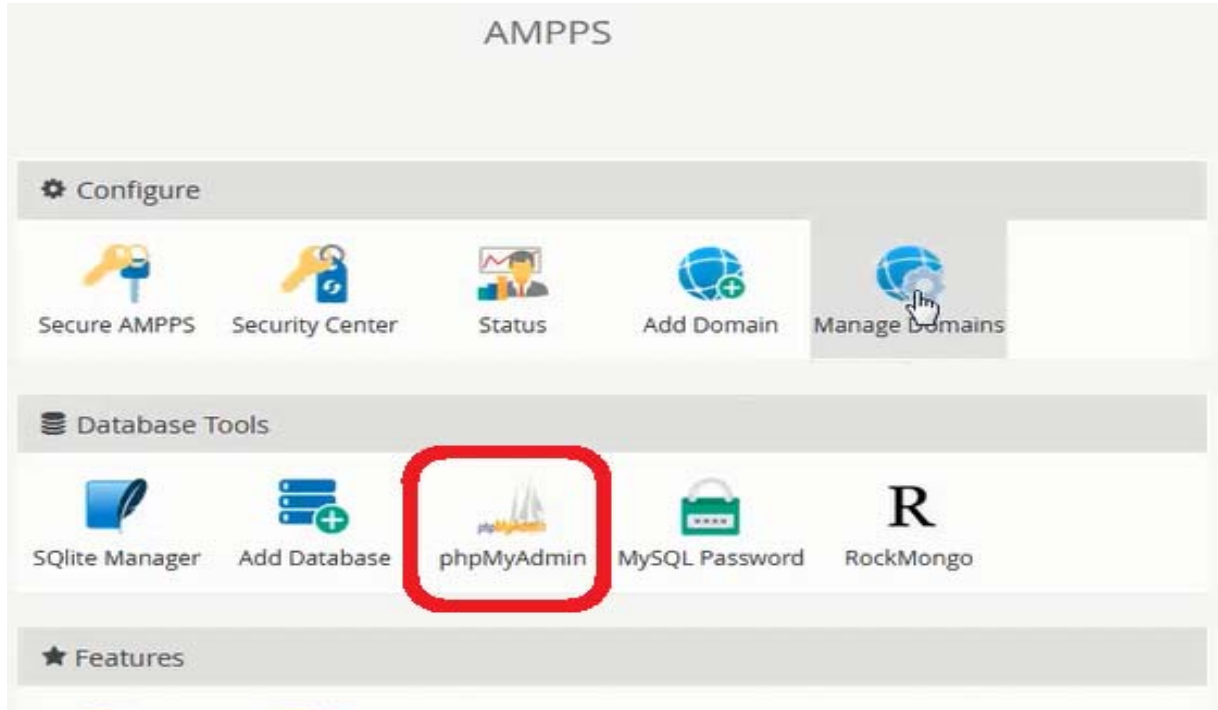 AMPPS
Configure
Secure AMPPS Security Center Status Add Domain Manage Domains
Database Tools
phpMyAdmin
R
SQlite Manager Add Database phpMyAdmin MySQL Password RockMongo
Features